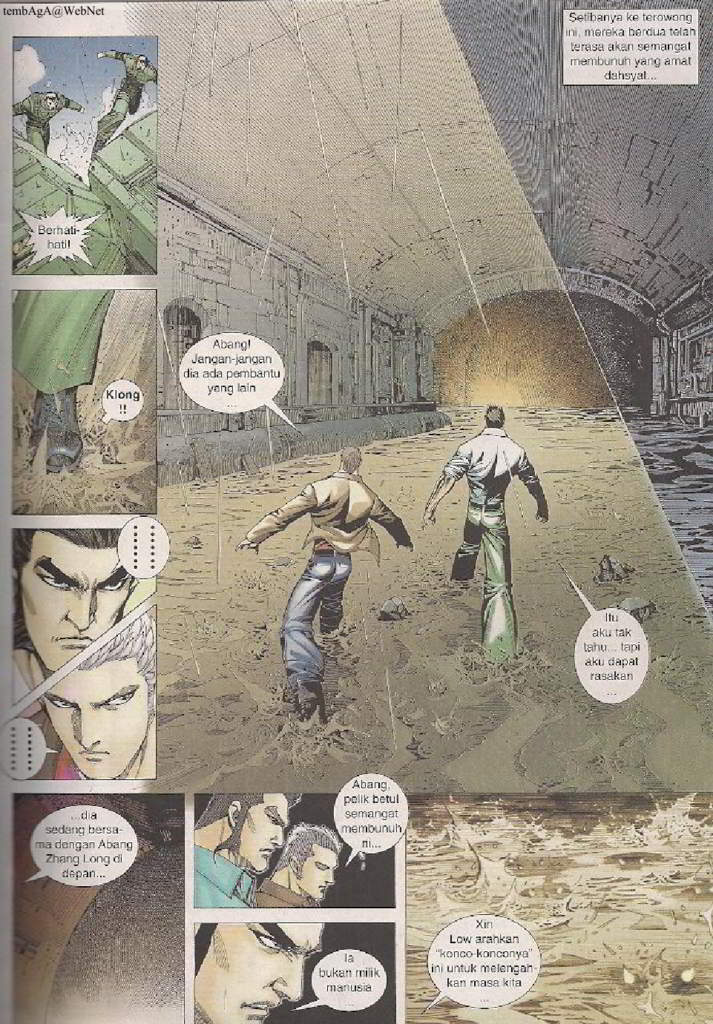 tembAgA@WebNet
Setibanya ke terowong
ini, mereka berdua telah
terasa akan semangat
membunuh yang amat
dahsyat...
Berhati-
hati!
Klong
!!
Abang!
Jangan-jangan
dia ada pembantu
yang lain
...
Itu
aku tak
tahu... tapi
aku dapat
rasakan
...
...dia
sedang bersa-
ma dengan Abang
Zhang Long di
depan...
Abang,
pelik betul
semangat
membunuh
ni...
Ia
bukan milik
manusia
...
Xin
Low arahkan
"konco-konconya"
ini untuk melengah-
kan masa kita
...